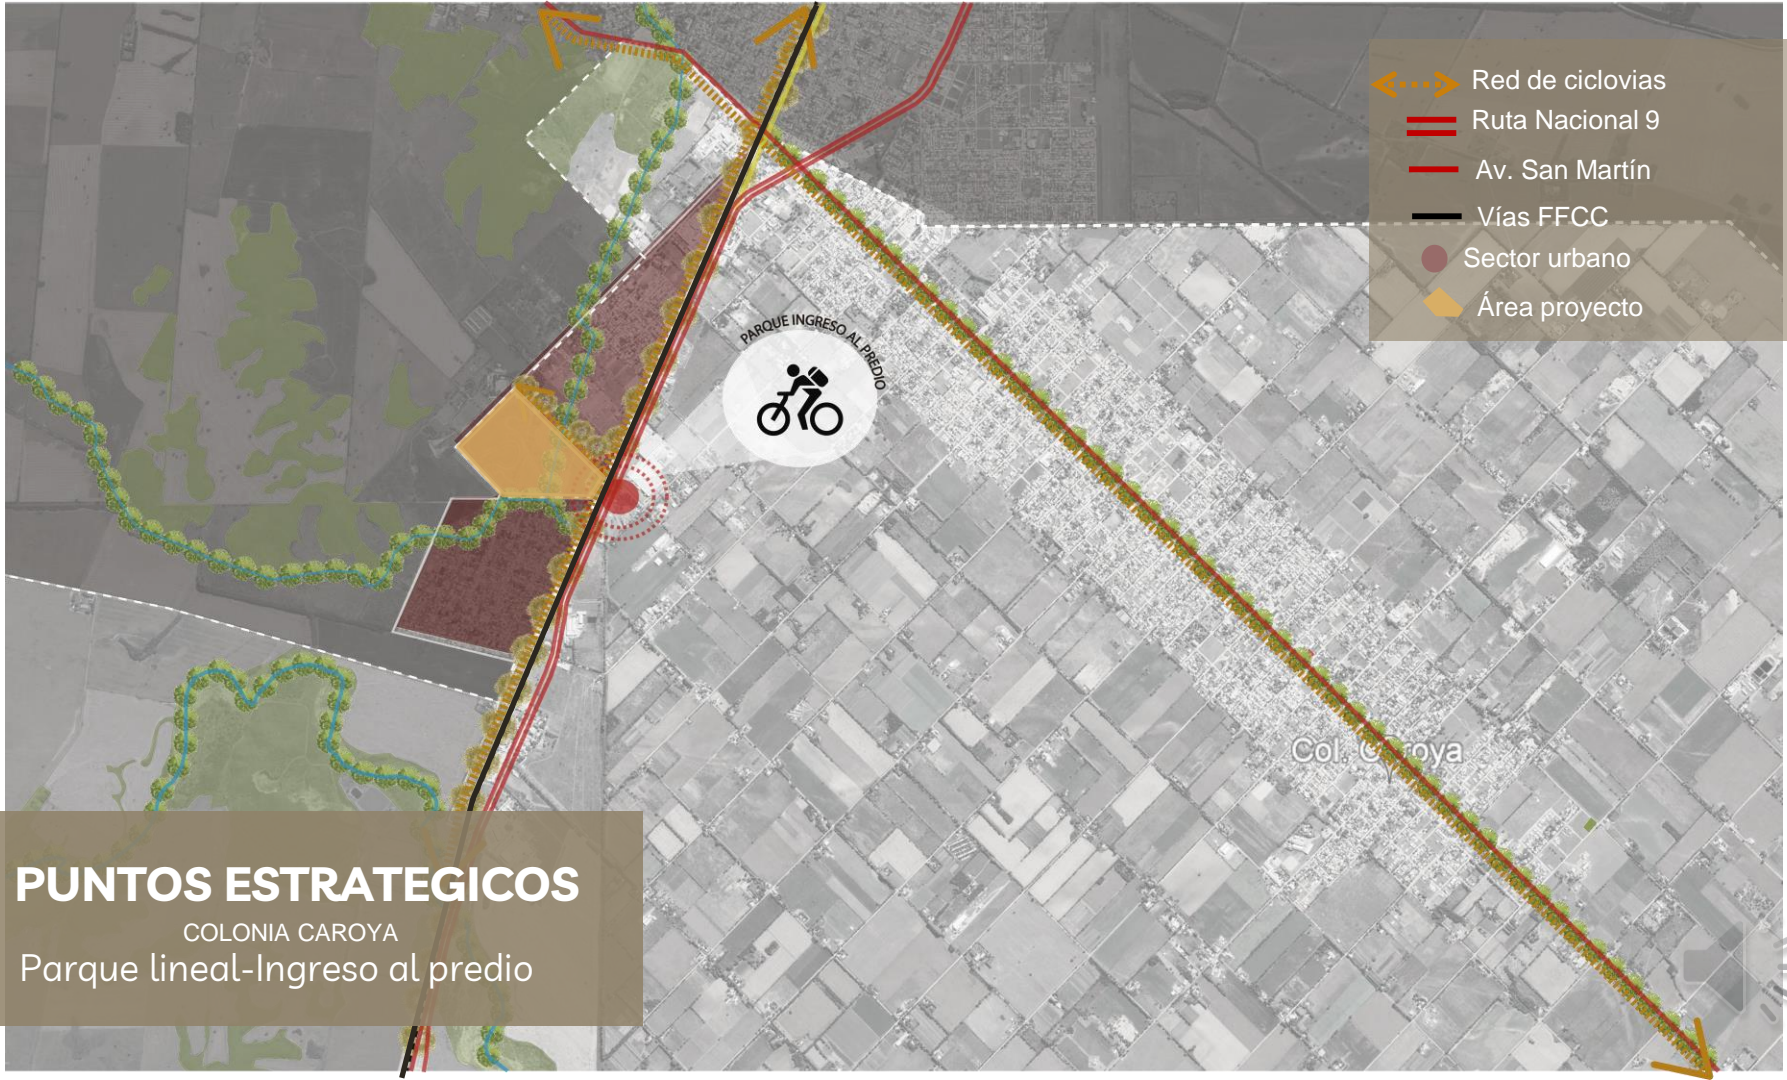 Red de ciclovias
Ruta Nacional 9
Av. San Martín
Vías FFCC
Sector urbano
Área proyecto
PARQUE INGRESO AL PREDIO
Col. Caroya
PUNTOS ESTRATEGICOS
COLONIA CAROYA
Parque lineal-Ingreso al predio